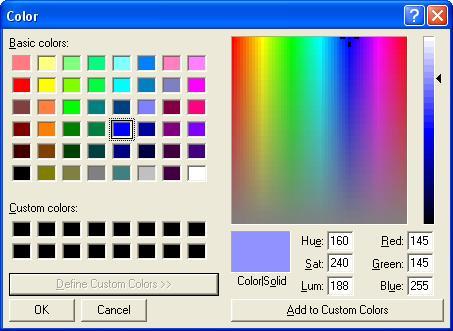 Color
Basic colors:
Custom colors:
Define Custom Colors >>
OK Cancel
Color|Solid
Hue: 160 Red: 145
Sat: 240 Green: 145
Lum: 188 Blue: 255
Add to Custom Colors